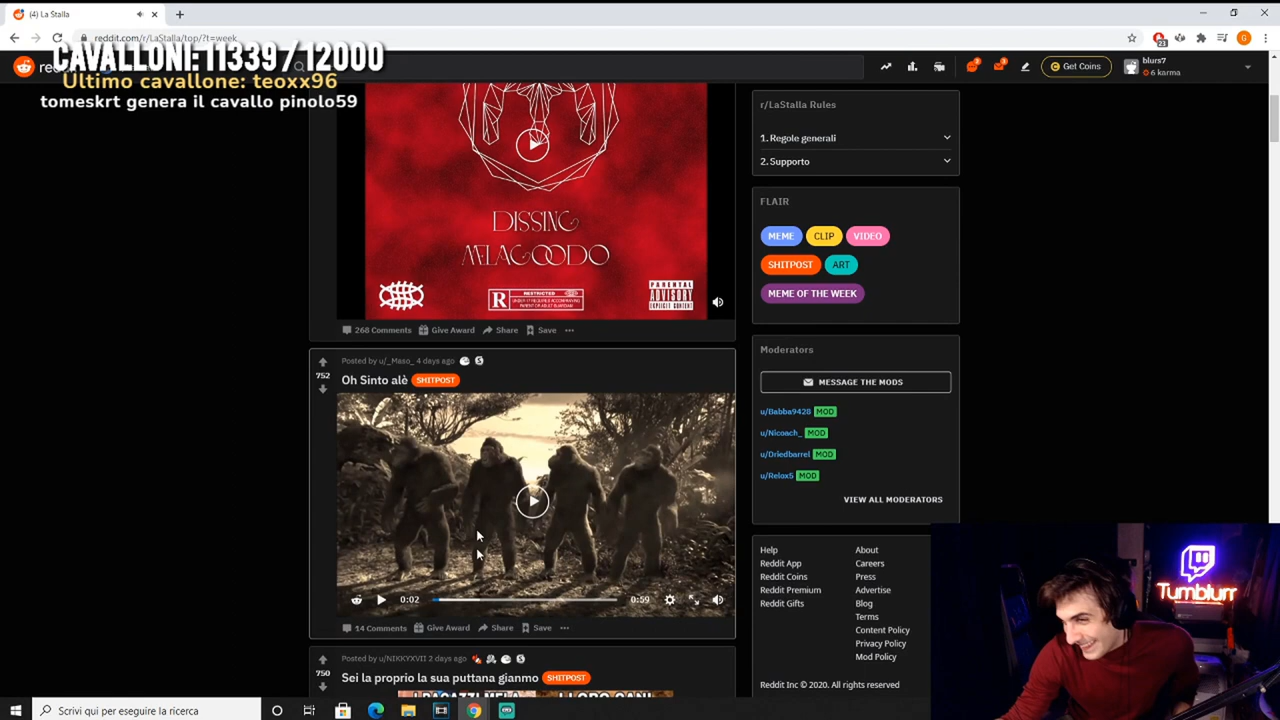 (4) La Stalla
reddit.com/r/LaStalla/top/?t=week
23
CAVALLONI: 11339 / 12000
Ultimo cavallone: teoxx96
tomeskrt genera il cavallo pinolo59
Get Coins
blurs7
6 karma
DISSING
MELAGOODO
R
RESTRICTED
PARENTAL
ADVISORY
EXPLICIT CONTENT
268 Comments Give Award Share Save
752
Posted by u/_Maso_ 4 days ago
Oh Sinto alè SHITPOST
0:02 0:59
14 Comments Give Award Share Save
750
Posted by u/NIKKYXVII 2 days ago
Sei la proprio la sua puttana gianmo SHITPOST
r/LaStalla Rules
1. Regole generali
2. Supporto
FLAIR
MEME CLIP VIDEO
SHITPOST ART
MEME OF THE WEEK
Moderators
MESSAGE THE MODS
u/Babba9428 MOD
u/Nicoach_ MOD
u/Driedbarrel MOD
u/Relox5 MOD
VIEW ALL MODERATORS
Help About
Reddit App Careers
Reddit Coins Press
Reddit Premium Advertise
Reddit Gifts Blog
Terms
Content Policy
Privacy Policy
Mod Policy
Reddit Inc © 2020. All rights reserved
Tumblurr
Scrivi qui per eseguire la ricerca